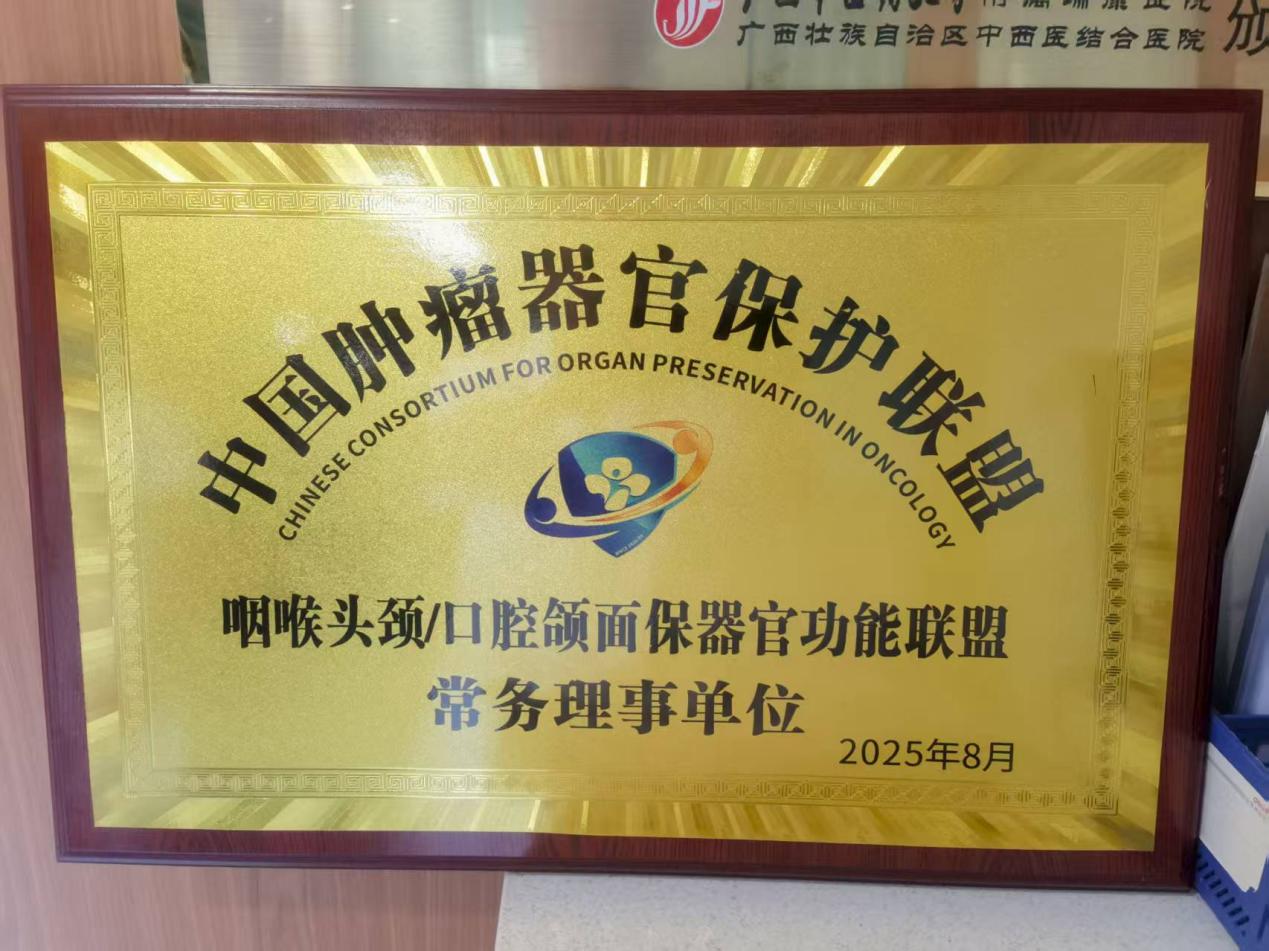 广西壮族自治区中西医结合医院
颁
中国肿瘤器官保护联盟
CHINESE CONSORTIUM FOR ORGAN PRESERVATION IN ONCOLOGY
咽喉头颈/口腔颌面保器官功能联盟
常务理事单位
2025年8月